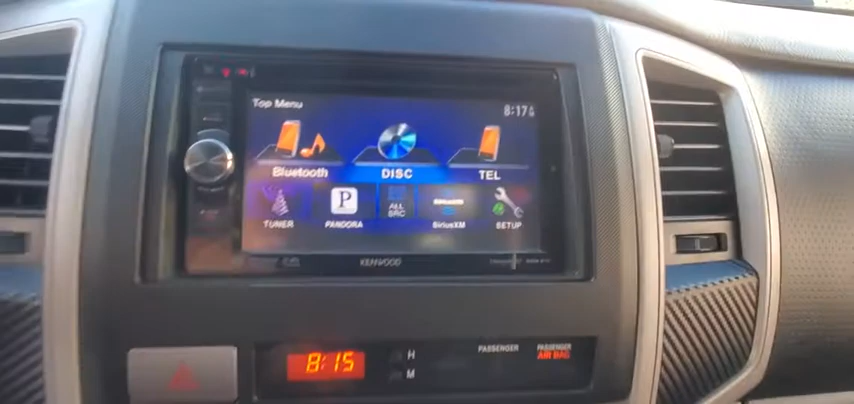 Top Menu 8:17
Bluetooth DISC TEL
TUNER PANDORA ALL SRC SiriusXM SETUP
P
SiriusXM
KENWOOD
8:15 H
M
PASSENGER
PASSENGER
AIR BAG